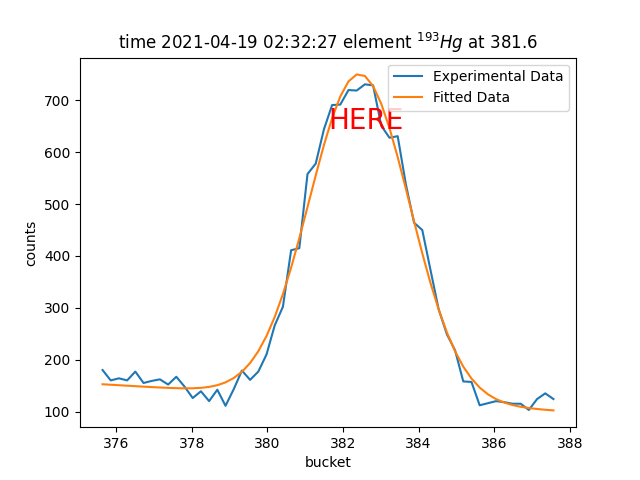 time 2021-04-19 02:32:27 element ¹⁹³Hg at 381.6
Experimental Data
Fitted Data
HERE
counts
700
600
500
400
300
200
100
376 378 380 382 384 386 388
bucket